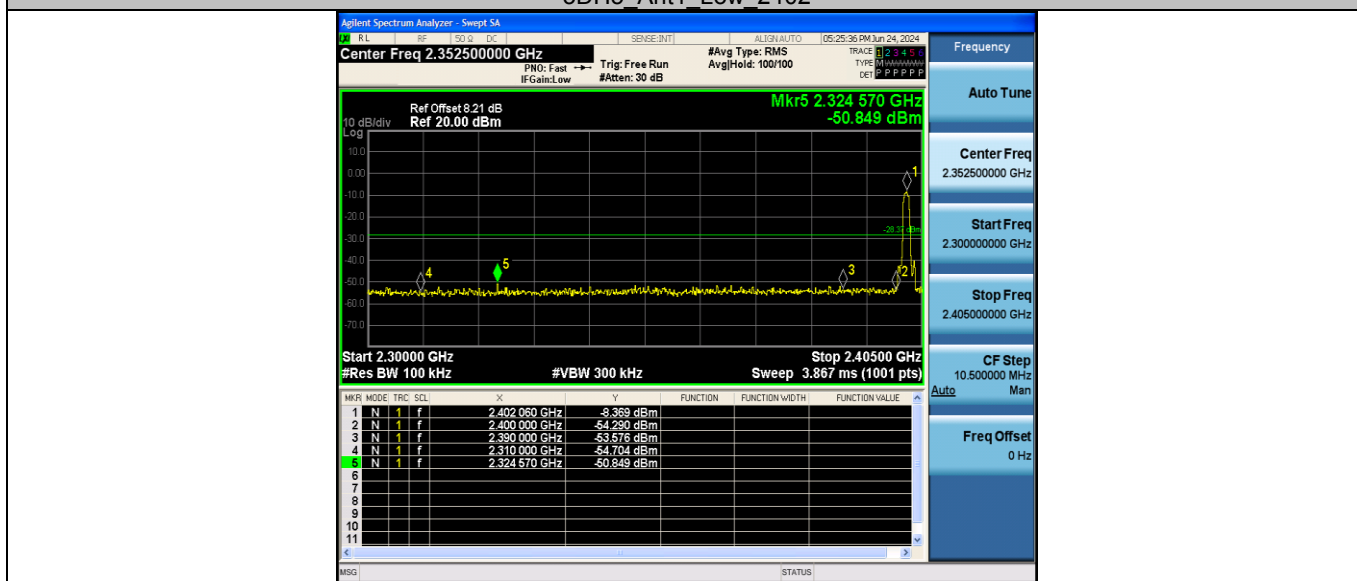 Agilent Spectrum Analyzer - Swept SA
RL RF 50 Ω DC SENSE:INT ALIGNAUTO 05:25:36 PM Jun 24, 2024
Center Freq 2.352500000 GHz
PNO: Fast
IFGain:Low
Trig: Free Run
#Atten: 30 dB
#Avg Type: RMS
Avg|Hold: 100/100
TRACE 1 2 3 4 5 6
TYPE M
DET P P P P P P
Frequency
Auto Tune
Center Freq
2.352500000 GHz
Start Freq
2.300000000 GHz
Stop Freq
2.405000000 GHz
CF Step
10.500000 MHz
Auto Man
Freq Offset
0 Hz
Mkr5 2.324 570 GHz
-50.849 dBm
Ref Offset 8.21 dB
10 dB/div Ref 20.00 dBm
Log
10.0
0.00
-10.0
-20.0
-30.0
-40.0
-50.0
-60.0
-70.0
1
5
4
3
2
Start 2.30000 GHz Stop 2.40500 GHz
#Res BW 100 kHz #VBW 300 kHz Sweep 3.867 ms (1001 pts)
MKR MODE TRC SCL X Y FUNCTION FUNCTION WIDTH FUNCTION VALUE
1 N 1 f 2.402 060 GHz -8.369 dBm
2 N 1 f 2.400 000 GHz -54.290 dBm
3 N 1 f 2.390 000 GHz -53.576 dBm
4 N 1 f 2.310 000 GHz -54.704 dBm
5 N 1 f 2.324 570 GHz -50.849 dBm
6
7
8
9
10
11
MSG STATUS